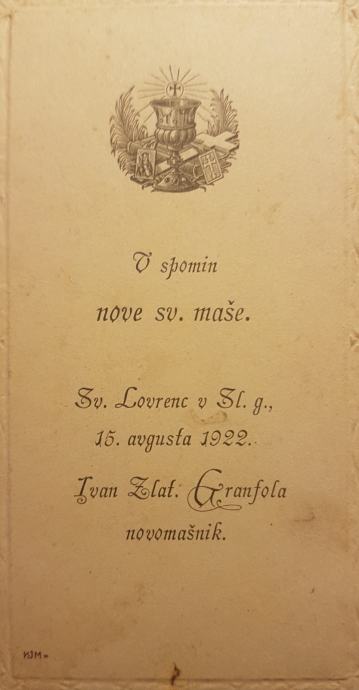 V spomin
nove sv. maše.
Sv. Lovrenc v Sl. g.,
15. avgusta 1922.
Ivan Zlat. Granfola
novomašnik.